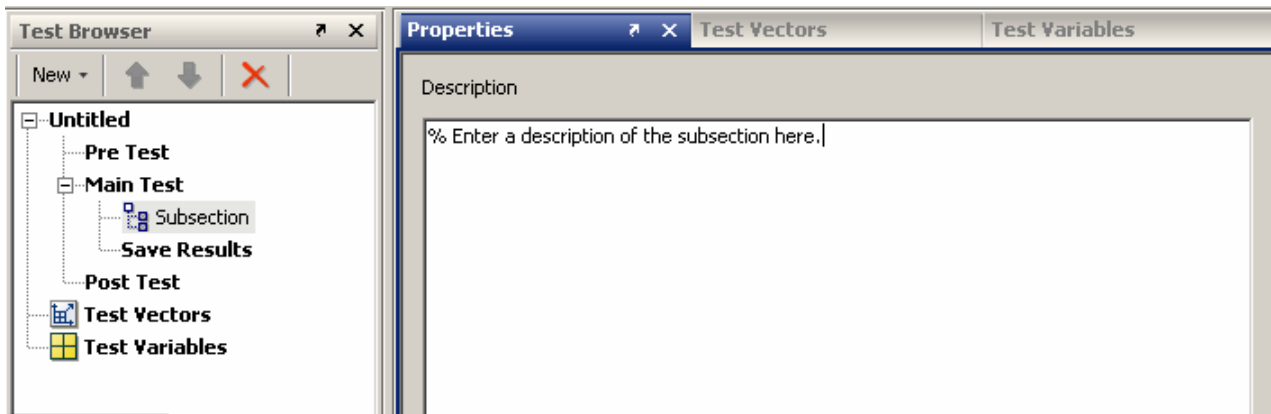 Test Browser
New
Untitled
Pre Test
Main Test
Subsection
Save Results
Post Test
Test Vectors
Test Variables
Properties
Test Vectors
Test Variables
Description
% Enter a description of the subsection here.